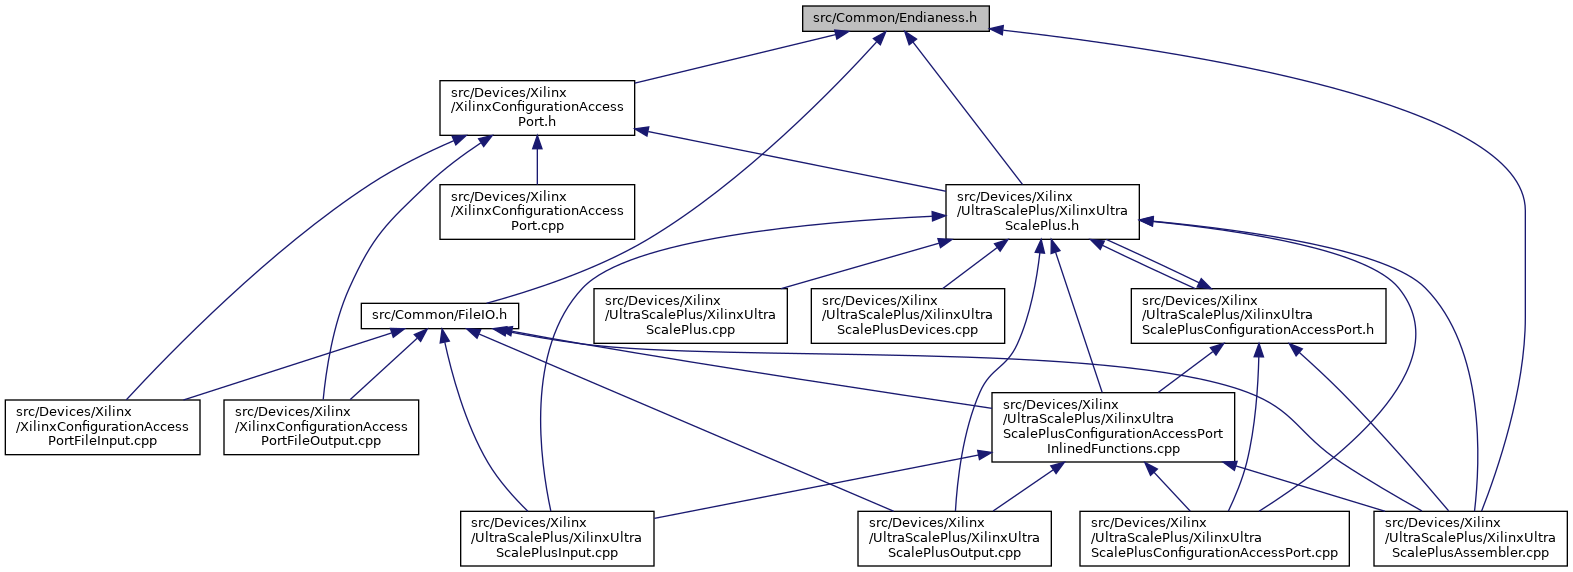 src/Common/Endianess.h
src/Devices/Xilinx
/XilinxConfigurationAccess
Port.h
src/Devices/Xilinx
/XilinxConfigurationAccess
Port.cpp
src/Devices/Xilinx
/UltraScalePlus/XilinxUltra
ScalePlus.h
src/Common/FileIO.h
src/Devices/Xilinx
/UltraScalePlus/XilinxUltra
ScalePlus.cpp
src/Devices/Xilinx
/UltraScalePlus/XilinxUltra
ScalePlusDevices.cpp
src/Devices/Xilinx
/UltraScalePlus/XilinxUltra
ScalePlusConfigurationAccessPort.h
src/Devices/Xilinx
/XilinxConfigurationAccess
PortFileInput.cpp
src/Devices/Xilinx
/XilinxConfigurationAccess
PortFileOutput.cpp
src/Devices/Xilinx
/UltraScalePlus/XilinxUltra
ScalePlusConfigurationAccessPort
InlinedFunctions.cpp
src/Devices/Xilinx
/UltraScalePlus/XilinxUltra
ScalePlusInput.cpp
src/Devices/Xilinx
/UltraScalePlus/XilinxUltra
ScalePlusOutput.cpp
src/Devices/Xilinx
/UltraScalePlus/XilinxUltra
ScalePlusConfigurationAccessPort.cpp
src/Devices/Xilinx
/UltraScalePlus/XilinxUltra
ScalePlusAssembler.cpp